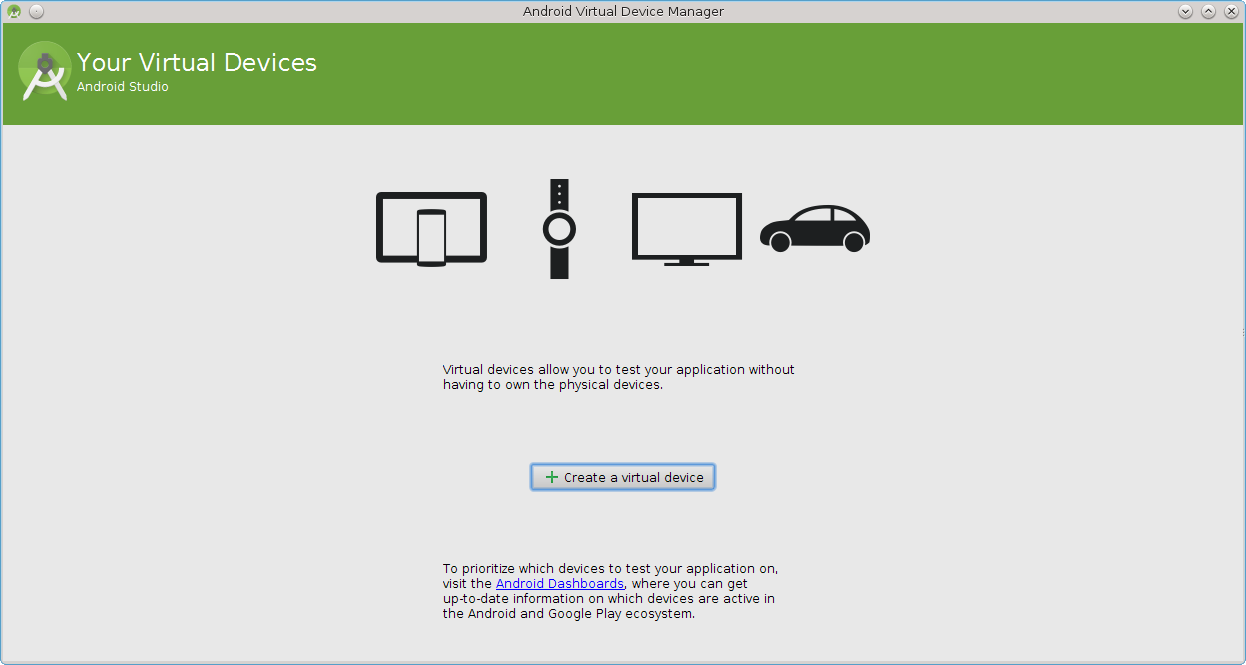 Android Virtual Device Manager
Your Virtual Devices
Android Studio
Virtual devices allow you to test your application without
having to own the physical devices.
Create a virtual device
To prioritize which devices to test your application on,
visit the Android Dashboards, where you can get
up-to-date information on which devices are active in
the Android and Google Play ecosystem.